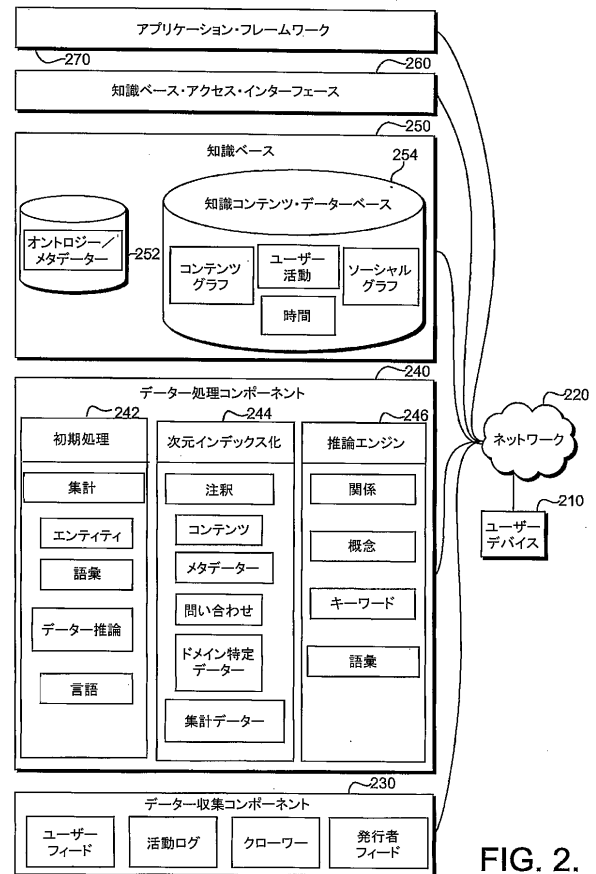 アプリケーション・フレームワーク
270
260
知識ベース・アクセス・インターフェース
250
知識ベース
254
知識コンテンツ・データーベース
オントロジー／
メタデーター
252
コンテンツ
グラフ
ユーザー
活動
ソーシャル
グラフ
時間
240
データー処理コンポーネント
242
初期処理
集計
エンティティ
語彙
データー推論
言語
244
次元インデックス化
注釈
コンテンツ
メタデーター
問い合わせ
ドメイン特定
データー
集計データー
246
推論エンジン
関係
概念
キーワード
語彙
220
ネットワーク
210
ユーザー
デバイス
230
データー収集コンポーネント
ユーザー
フィード
活動ログ
クローワー
発行者
フィード
FIG. 2.